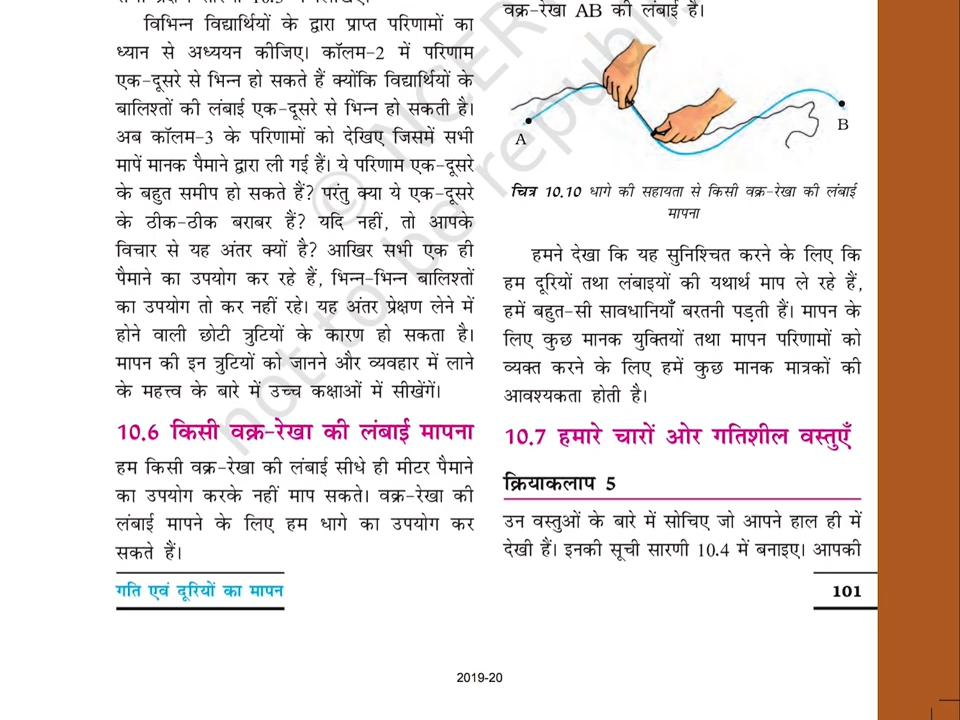 विभिन्न विद्यार्थियों के द्वारा प्राप्त परिणामों का
ध्यान से अध्ययन कीजिए। कॉलम-2 में परिणाम
एक-दूसरे से भिन्न हो सकते हैं क्योंकि विद्यार्थियों के
बालिश्तों की लंबाई एक-दूसरे से भिन्न हो सकती है।
अब कॉलम-3 के परिणामों को देखिए जिसमें सभी
मापें मानक पैमाने द्वारा ली गई हैं। ये परिणाम एक-दूसरे
के बहुत समीप हो सकते हैं? परंतु क्या ये एक-दूसरे
के ठीक-ठीक बराबर हैं? यदि नहीं, तो आपके
विचार से यह अंतर क्यों है? आखिर सभी एक ही
पैमाने का उपयोग कर रहे हैं, भिन्न-भिन्न बालिश्तों
का उपयोग तो कर नहीं रहे। यह अंतर प्रेक्षण लेने में
होने वाली छोटी त्रुटियों के कारण हो सकता है।
मापन की इन त्रुटियों को जानने और व्यवहार में लाने
के महत्त्व के बारे में उच्च कक्षाओं में सीखेंगें।
10.6 किसी वक्र-रेखा की लंबाई मापना
हम किसी वक्र-रेखा की लंबाई सीधे ही मीटर पैमाने
का उपयोग करके नहीं माप सकते। वक्र-रेखा की
लंबाई मापने के लिए हम धागे का उपयोग कर
सकते हैं।
वक्र-रेखा AB की लंबाई है।
A
B
चित्र 10.10 धागे की सहायता से किसी वक्र-रेखा की लंबाई
मापना
हमने देखा कि यह सुनिश्चित करने के लिए कि
हम दूरियों तथा लंबाइयों की यथार्थ माप ले रहे हैं,
हमें बहुत-सी सावधानियाँ बरतनी पड़ती हैं। मापन के
लिए कुछ मानक युक्तियों तथा मापन परिणामों को
व्यक्त करने के लिए हमें कुछ मानक मात्रकों की
आवश्यकता होती है।
10.7 हमारे चारों ओर गतिशील वस्तुएँ
क्रियाकलाप 5
उन वस्तुओं के बारे में सोचिए जो आपने हाल ही में
देखी हैं। इनकी सूची सारणी 10.4 में बनाइए। आपकी
गति एवं दूरियों का मापन
101
2019-20
© NCERT
not to be republi